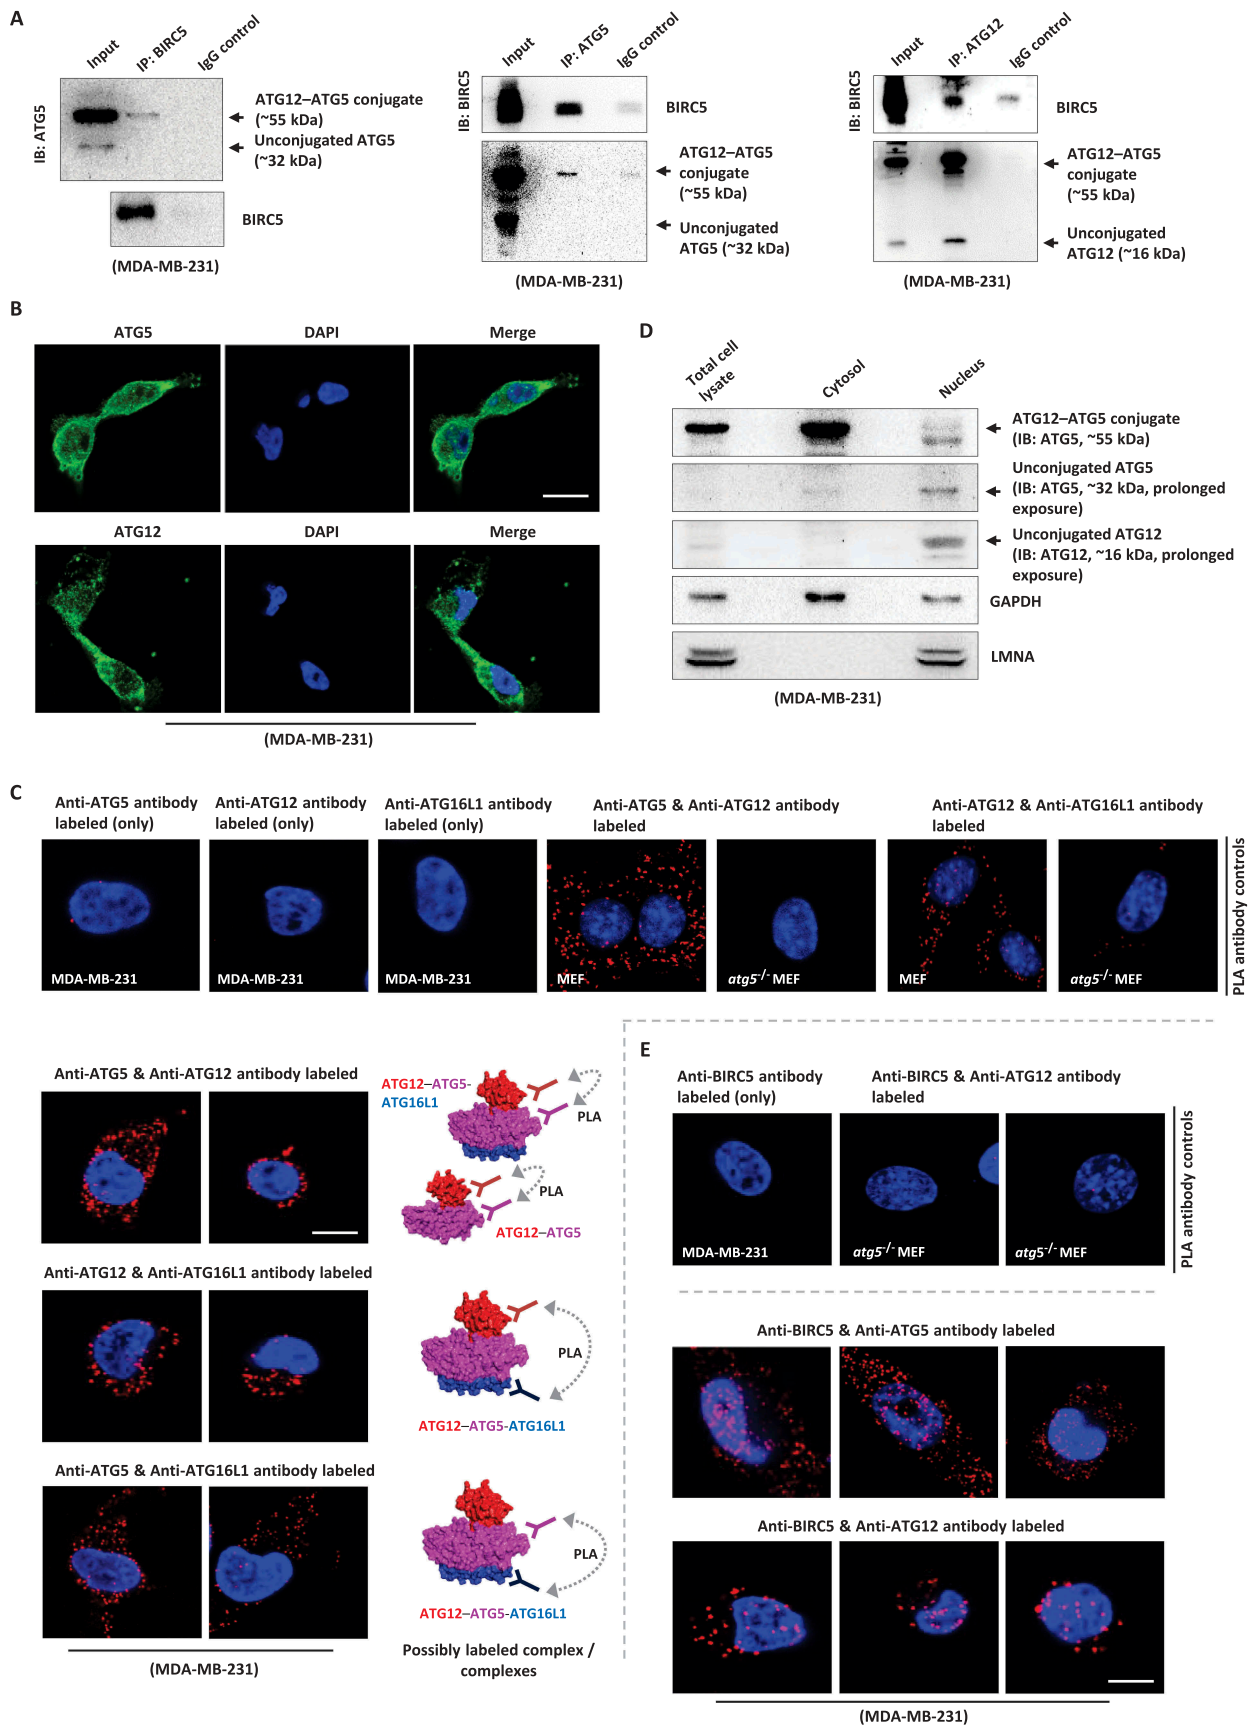 A
Input
IP: BIRC5
IgG control
IB: ATG5
ATG12–ATG5 conjugate
(~55 kDa)
Unconjugated ATG5
(~32 kDa)
BIRC5
(MDA-MB-231)
Input
IP: ATG5
IgG control
IB: BIRC5
BIRC5
ATG12–ATG5
conjugate
(~55 kDa)
Unconjugated
ATG5 (~32 kDa)
(MDA-MB-231)
Input
IP: ATG12
IgG control
IB: BIRC5
BIRC5
ATG12–ATG5
conjugate
(~55 kDa)
Unconjugated
ATG12 (~16 kDa)
(MDA-MB-231)
B
ATG5
DAPI
Merge
ATG12
DAPI
Merge
(MDA-MB-231)
D
Total cell
lysate
Cytosol
Nucleus
ATG12–ATG5 conjugate
(IB: ATG5, ~55 kDa)
Unconjugated ATG5
(IB: ATG5, ~32 kDa, prolonged
exposure)
Unconjugated ATG12
(IB: ATG12, ~16 kDa, prolonged
exposure)
GAPDH
LMNA
(MDA-MB-231)
C
Anti-ATG5 antibody
labeled (only)
Anti-ATG12 antibody
labeled (only)
Anti-ATG16L1 antibody
labeled (only)
Anti-ATG5 & Anti-ATG12 antibody
labeled
Anti-ATG12 & Anti-ATG16L1 antibody
labeled
MDA-MB-231
MDA-MB-231
MDA-MB-231
MEF
atg5-/- MEF
MEF
atg5-/- MEF
PLA antibody controls
Anti-ATG5 & Anti-ATG12 antibody labeled
ATG12–ATG5-
ATG16L1
PLA
PLA
ATG12–ATG5
Anti-ATG12 & Anti-ATG16L1 antibody labeled
PLA
ATG12–ATG5-ATG16L1
Anti-ATG5 & Anti-ATG16L1 antibody labeled
PLA
ATG12–ATG5-ATG16L1
(MDA-MB-231)
Possibly labeled complex /
complexes
E
Anti-BIRC5 antibody
labeled (only)
Anti-BIRC5 & Anti-ATG12 antibody
labeled
MDA-MB-231
atg5-/- MEF
atg5-/- MEF
PLA antibody controls
Anti-BIRC5 & Anti-ATG5 antibody labeled
Anti-BIRC5 & Anti-ATG12 antibody labeled
(MDA-MB-231)